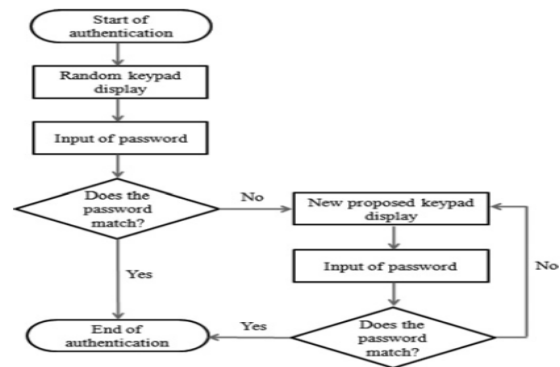 Start of
authentication
Random keypad
display
Input of password
Does the
password
match?
No
New proposed keypad
display
Yes
Input of password
No
End of
authentication
Yes
Does the
password
match?